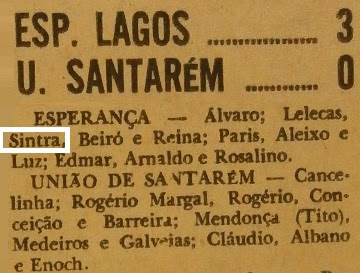 ESP. LAGOS ............... 3
U. SANTARÉM ........... 0
ESPERANÇA — Álvaro; Lelecas,
Sintra, Beiró e Reina; Paris, Aleixo e
Luz; Edmar, Arnaldo e Rosalino.
UNIÃO DE SANTARÉM — Cance-
linha; Rogério Margal, Rogério, Con-
ceição e Barreira; Mendonça (Tito),
Medeiros e Galveias; Cláudio, Albano
e Enoch.